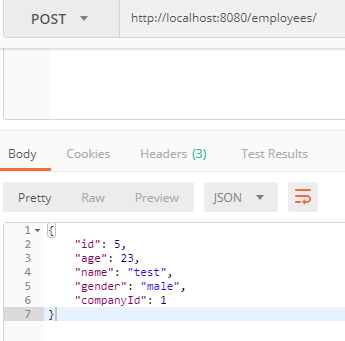 POST http://localhost:8080/employees/
Body Cookies Headers (3) Test Results
Pretty Raw Preview JSON
1 {
2 "id": 5,
3 "age": 23,
4 "name": "test",
5 "gender": "male",
6 "companyId": 1
7 }